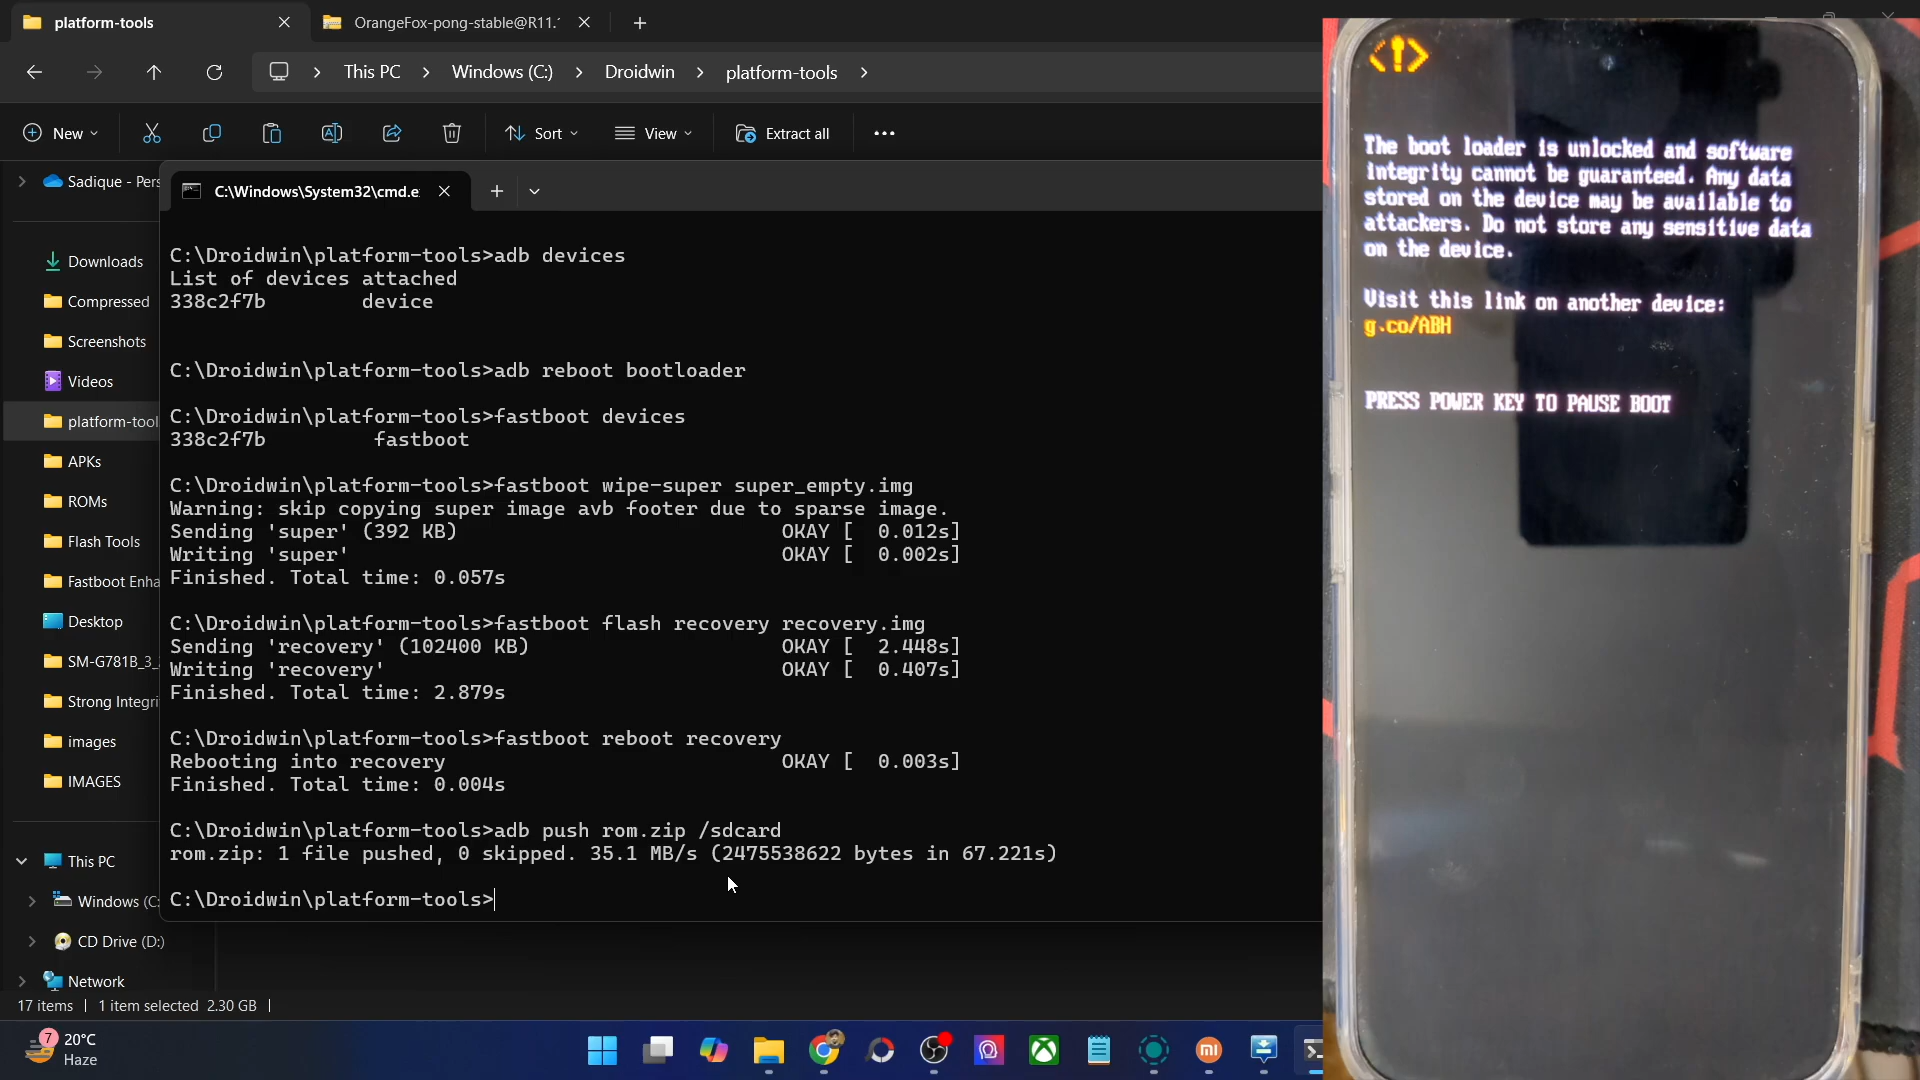 platform-tools
OrangeFox-pong-stable@R11.
This PC
Windows (C:)
Droidwin
platform-tools
New
Sort
View
Extract all
Sadique - Pers
Downloads
Compressed
Screenshots
Videos
platform-tool
APKs
ROMs
Flash Tools
Fastboot Enha
Desktop
SM-G781B_3_
Strong Integri
images
IMAGES
This PC
Windows (C:
CD Drive (D:)
Network
17 items
1 item selected 2.30 GB
C:\Windows\System32\cmd.e
C:\Droidwin\platform-tools>adb devices
List of devices attached
338c2f7b device
C:\Droidwin\platform-tools>adb reboot bootloader
C:\Droidwin\platform-tools>fastboot devices
338c2f7b fastboot
C:\Droidwin\platform-tools>fastboot wipe-super super_empty.img
Warning: skip copying super image avb footer due to sparse image.
Sending 'super' (392 KB) OKAY [ 0.012s]
Writing 'super' OKAY [ 0.002s]
Finished. Total time: 0.057s
C:\Droidwin\platform-tools>fastboot flash recovery recovery.img
Sending 'recovery' (102400 KB) OKAY [ 2.448s]
Writing 'recovery' OKAY [ 0.407s]
Finished. Total time: 2.879s
C:\Droidwin\platform-tools>fastboot reboot recovery
Rebooting into recovery OKAY [ 0.003s]
Finished. Total time: 0.004s
C:\Droidwin\platform-tools>adb push rom.zip /sdcard
rom.zip: 1 file pushed, 0 skipped. 35.1 MB/s (2475538622 bytes in 67.221s)
C:\Droidwin\platform-tools>
7
20°C
Haze
<!>
The boot loader is unlocked and software
integrity cannot be guaranteed. Any data
stored on the device may be available to
attackers. Do not store any sensitive data
on the device.
Visit this link on another device:
g.co/ABH
PRESS POWER KEY TO PAUSE BOOT